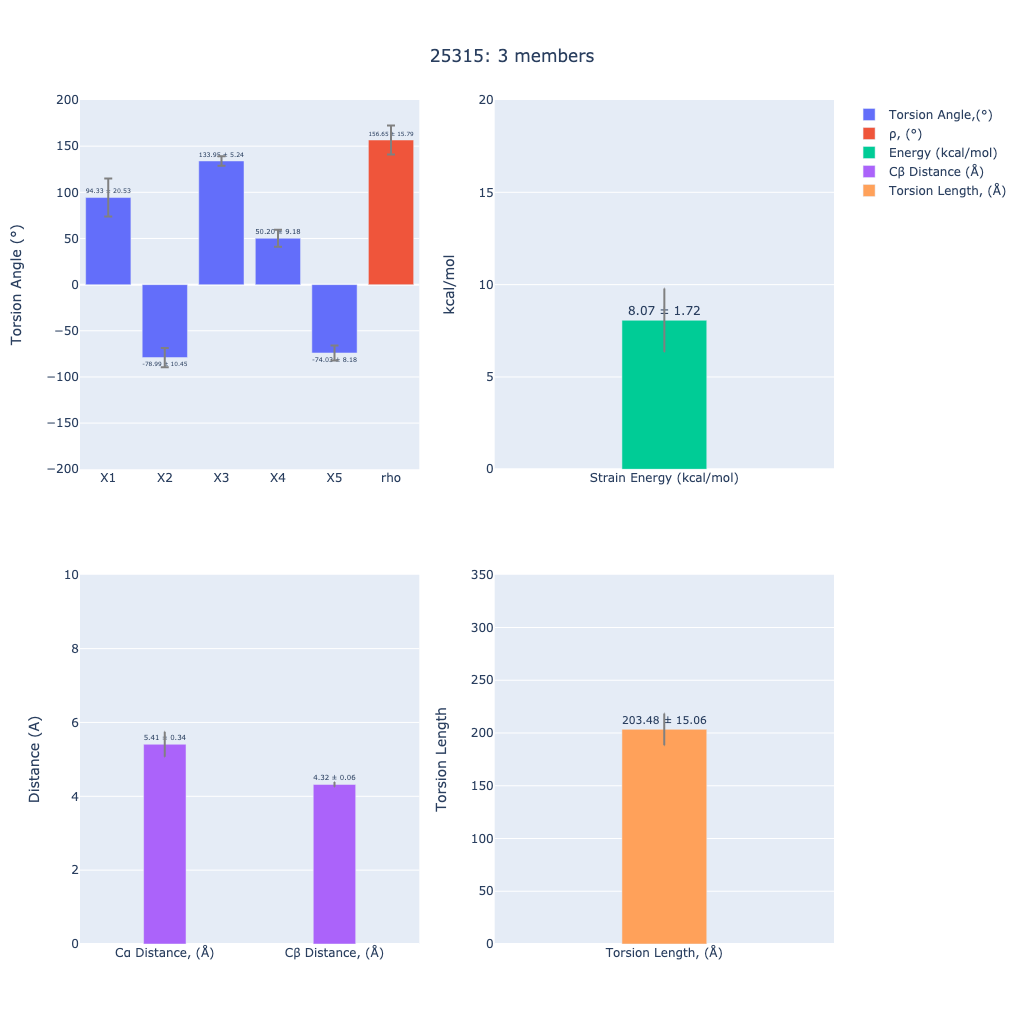 25315: 3 members
Torsion Angle (°)
200
150
100
50
0
−50
−100
−150
−200
94.33 ± 20.53
-78.99 ± 10.45
133.95 ± 5.24
50.20 ± 9.18
-74.03 ± 8.18
156.65 ± 15.79
X1 X2 X3 X4 X5 rho
kcal/mol
20
15
10
5
0
8.07 ± 1.72
Strain Energy (kcal/mol)
Torsion Angle,(°)
ρ, (°)
Energy (kcal/mol)
Cβ Distance (Å)
Torsion Length, (Å)
Distance (A)
10
8
6
4
2
0
5.41 ± 0.34
4.32 ± 0.06
Cα Distance, (Å) Cβ Distance, (Å)
Torsion Length
350
300
250
200
150
100
50
0
203.48 ± 15.06
Torsion Length, (Å)